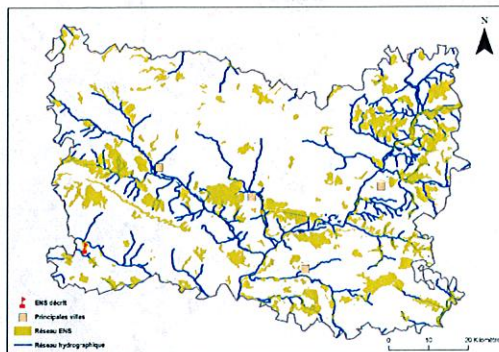 N
ENS décrit
Principales villes
Réseau ENS
Réseau hydrographique
0 10 20 Kilomètres